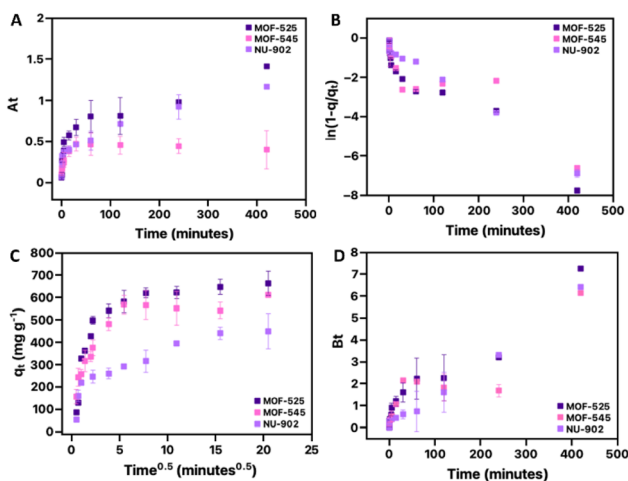 A
At
1.5
1
0.5
0
0 100 200 300 400 500
Time (minutes)
MOF-525
MOF-545
NU-902
B
ln(1-q/qt)
0
−2
−4
−6
−8
0 100 200 300 400 500
Time (minutes)
MOF-525
MOF-545
NU-902
C
qt (mg g⁻¹)
800
700
600
500
400
300
200
100
0
0 5 10 15 20 25
Time⁰·⁵ (minutes⁰·⁵)
MOF-525
MOF-545
NU-902
D
Bt
8
7
6
5
4
3
2
1
0
0 100 200 300 400 500
Time (minutes)
MOF-525
MOF-545
NU-902